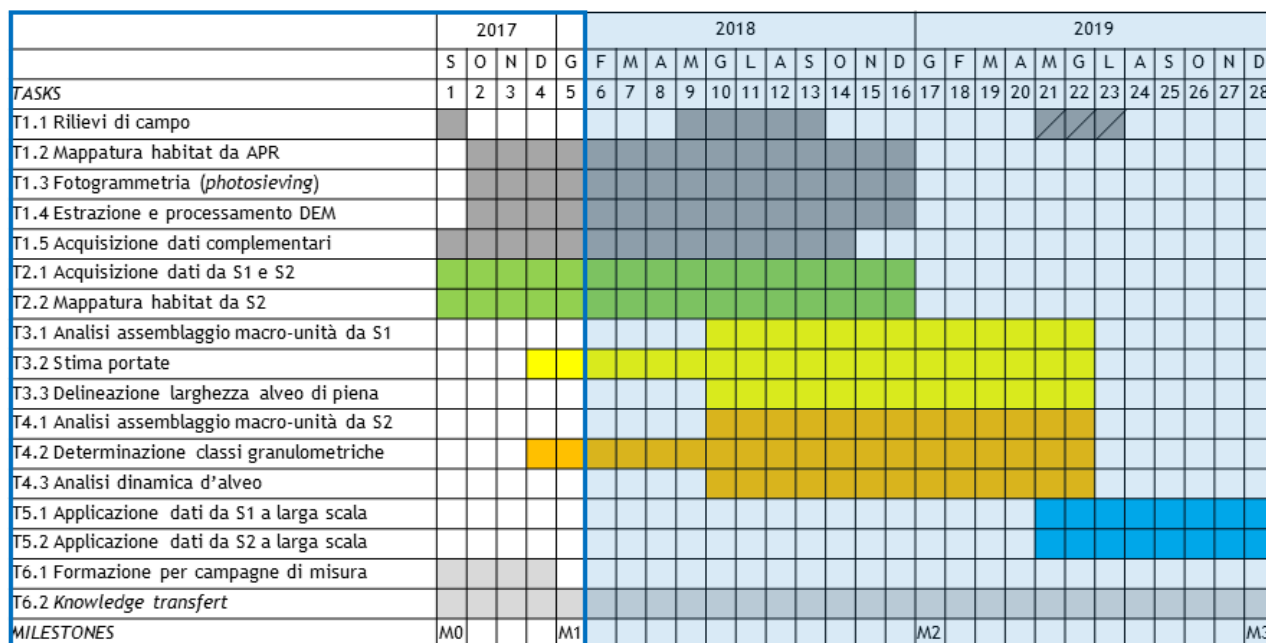 2017 2018 2019
S O N D G F M A M G L A S O N D G F M A M G L A S O N D
TASKS 1 2 3 4 5 6 7 8 9 10 11 12 13 14 15 16 17 18 19 20 21 22 23 24 25 26 27 28
T1.1 Rilievi di campo
T1.2 Mappatura habitat da APR
T1.3 Fotogrammetria (photosieving)
T1.4 Estrazione e processamento DEM
T1.5 Acquisizione dati complementari
T2.1 Acquisizione dati da S1 e S2
T2.2 Mappatura habitat da S2
T3.1 Analisi assemblaggio macro-unità da S1
T3.2 Stima portate
T3.3 Delineazione larghezza alveo di piena
T4.1 Analisi assemblaggio macro-unità da S2
T4.2 Determinazione classi granulometriche
T4.3 Analisi dinamica d'alveo
T5.1 Applicazione dati da S1 a larga scala
T5.2 Applicazione dati da S2 a larga scala
T6.1 Formazione per campagne di misura
T6.2 Knowledge transfert
MILESTONES M0 M1 M2 M3